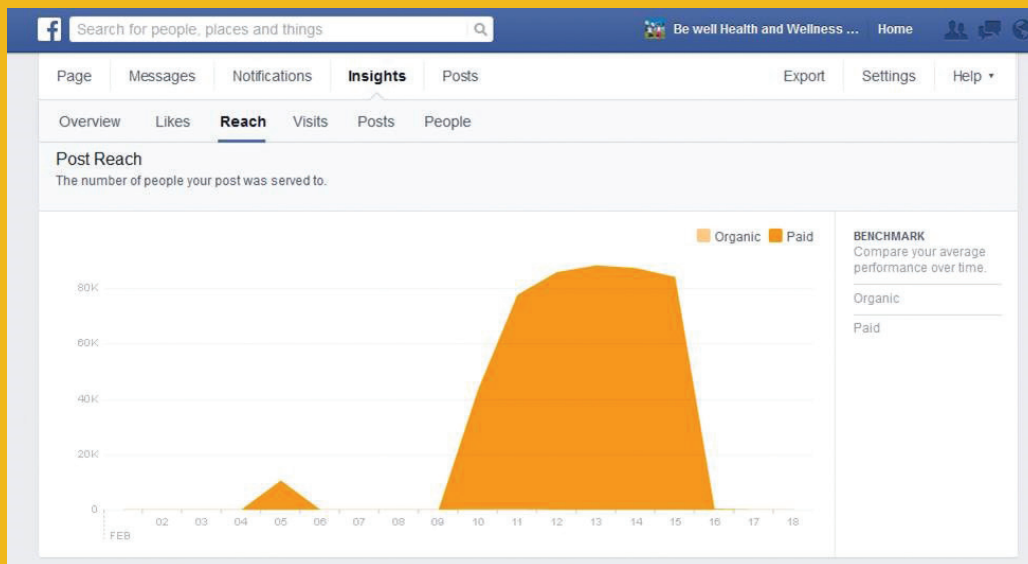 f Search for people, places and things Be well Health and Wellness ... Home
Page Messages Notifications Insights Posts Export Settings Help
Overview Likes Reach Visits Posts People
Post Reach
The number of people your post was served to.
Organic Paid
BENCHMARK
Compare your average
performance over time.
Organic
Paid
80K
60K
40K
20K
0
02 03 04 05 06 07 08 09 10 11 12 13 14 15 16 17 18
FEB